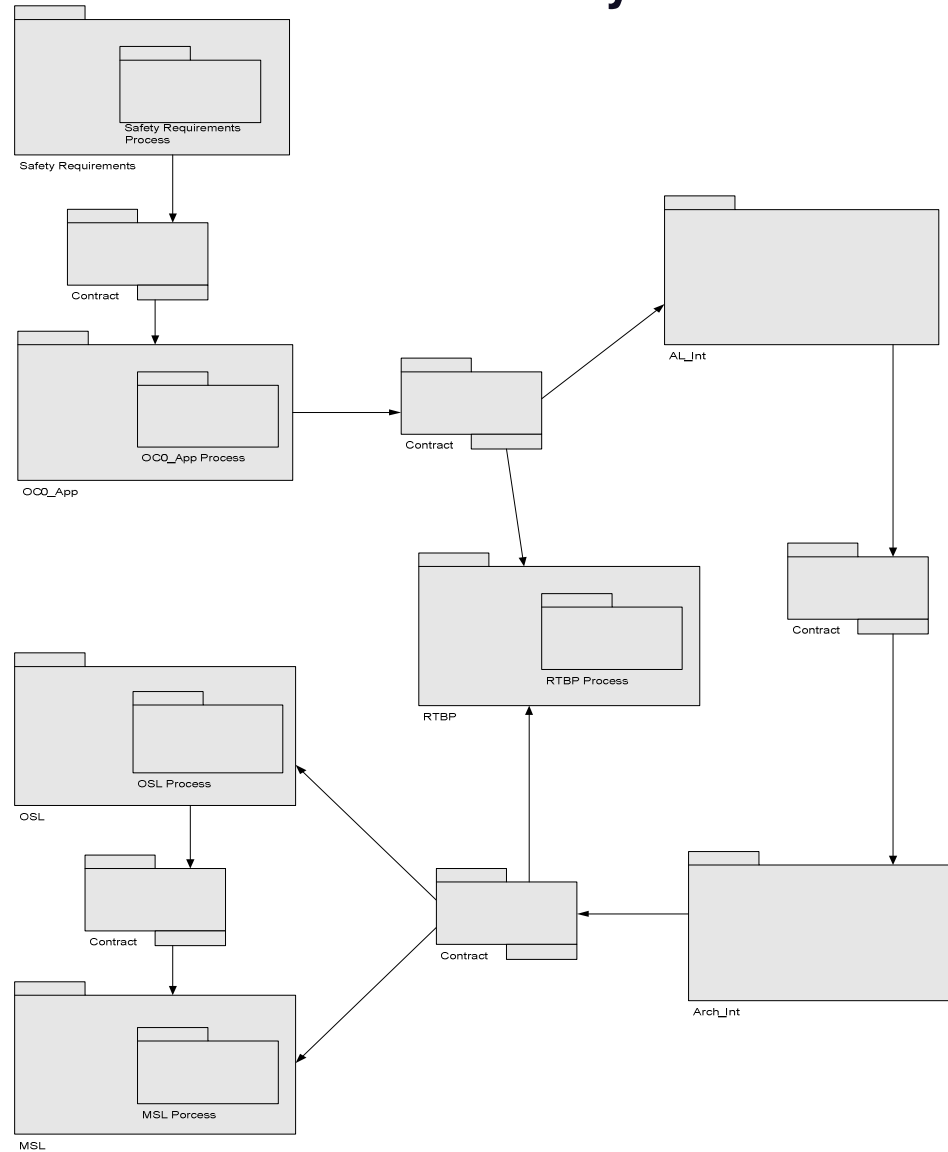 Safety Requirements
Process
Safety Requirements
Contract
AL_Int
OC0_App Process
Contract
OC0_App
Contract
RTBP Process
RTBP
OSL Process
OSL
Contract
Contract
Arch_Int
MSL Porcess
MSL